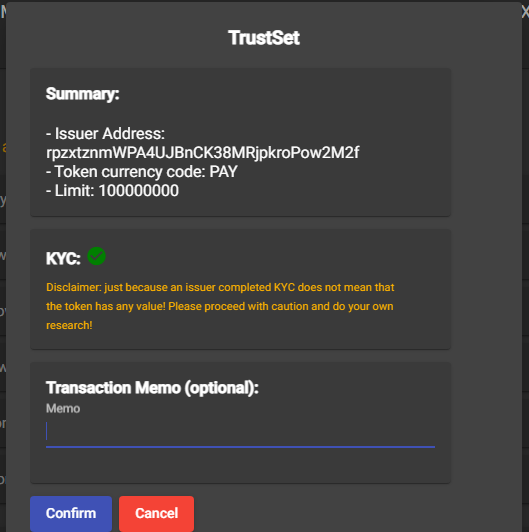 TrustSet
Summary:
- Issuer Address:
rpzxtznmWPA4UJBnCK38MRjpkroPow2M2f
- Token currency code: PAY
- Limit: 100000000
KYC:
Disclaimer: just because an issuer completed KYC does not mean that
the token has any value! Please proceed with caution and do your own
research!
Transaction Memo (optional):
Memo
Confirm
Cancel